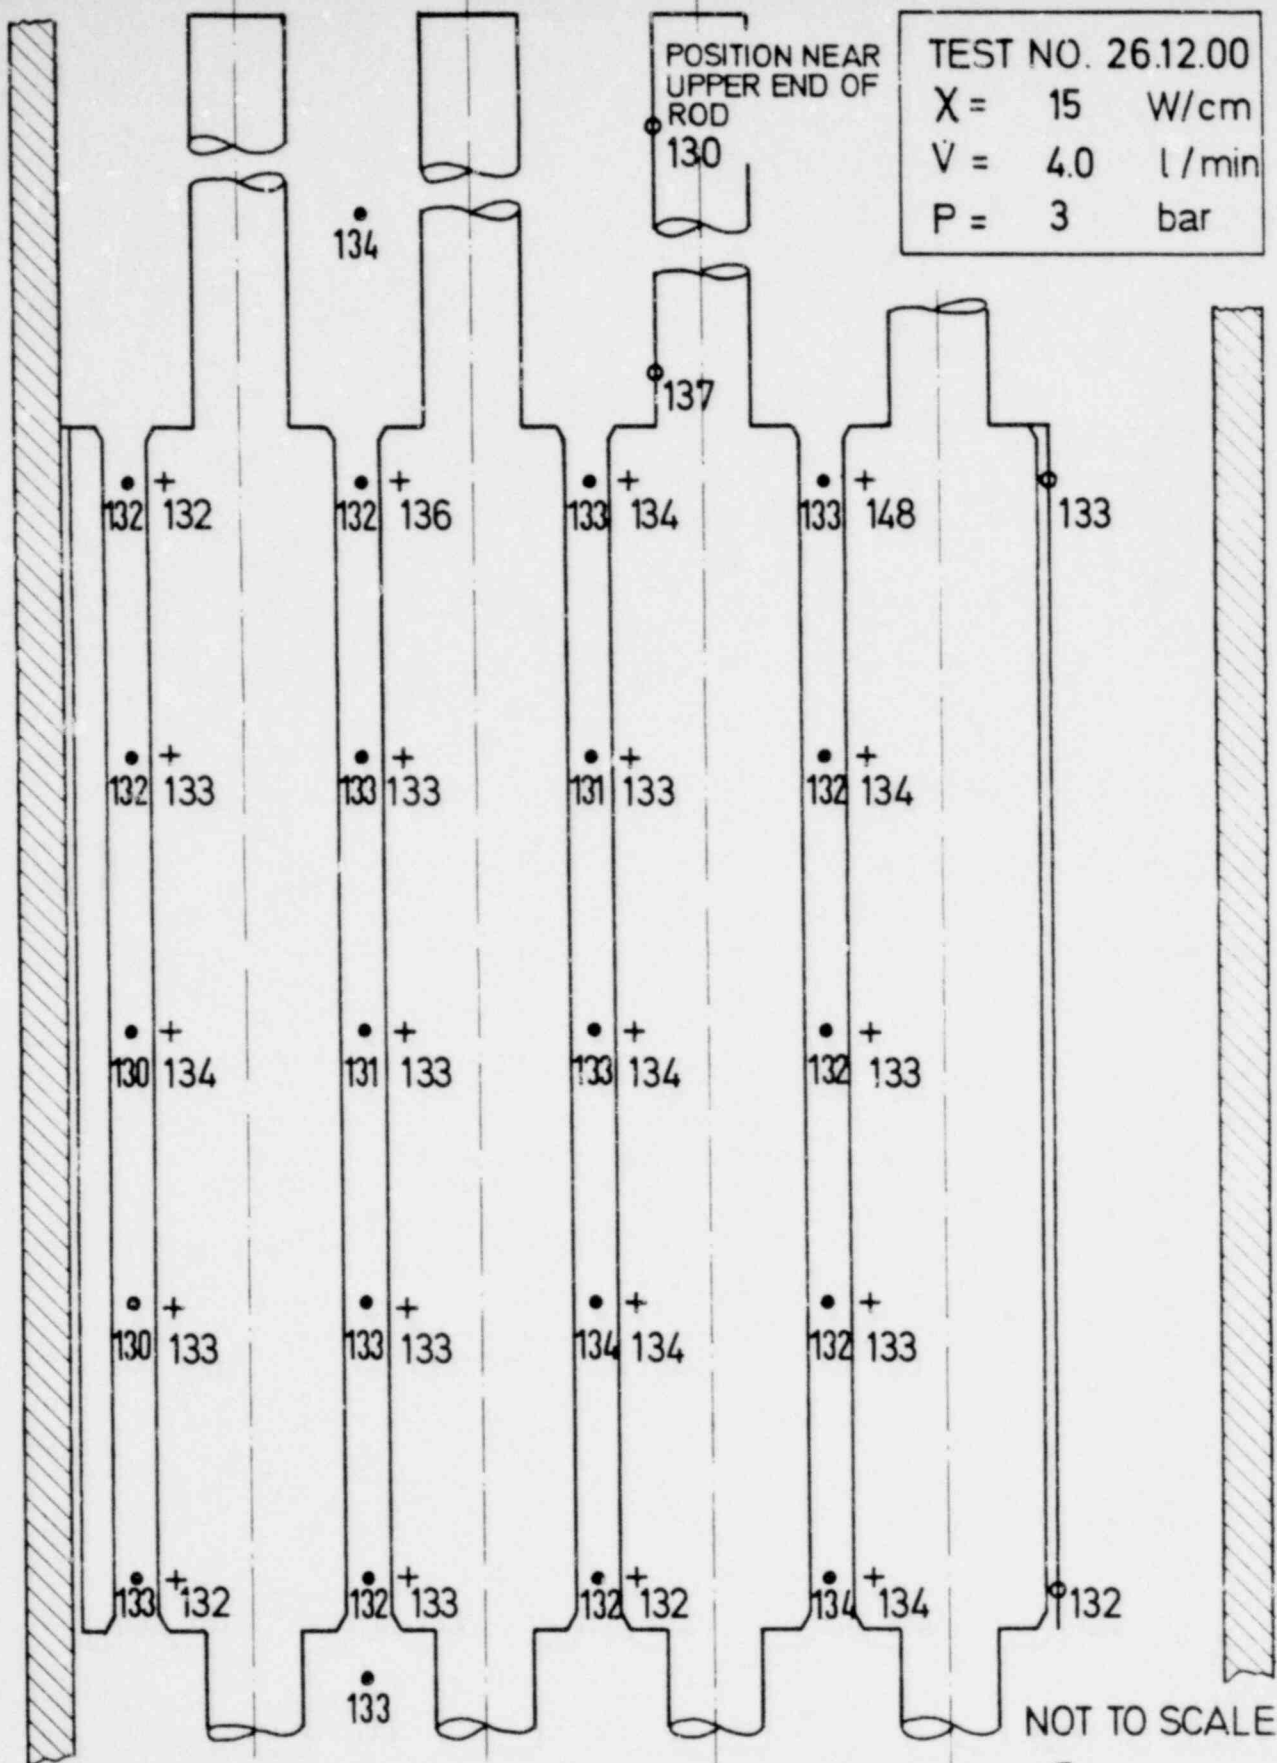 POSITION NEAR
UPPER END OF
ROD
130
TEST NO. 26.12.00
X = 15 W/cm
V̇ = 4.0 l/min
P = 3 bar
134
137
132 132 132 136 133 134 133 148 133
132 133 133 133 131 133 132 134
130 134 131 133 133 134 132 133
130 133 133 133 134 134 132 133
133 132 132 133 132 132 134 134 132
133
NOT TO SCALE